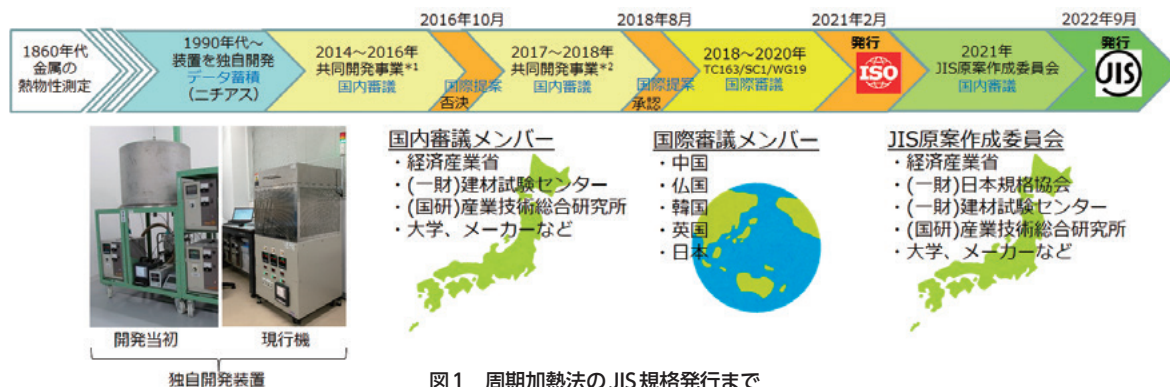 2016年10月
2018年8月
2021年2月
2022年9月
1860年代
金属の
熱物性測定
1990年代～
装置を独自開発
データ蓄積
（ニチアス）
2014～2016年
共同開発事業*1
国内審議
国際提案
否決
2017～2018年
共同開発事業*2
国内審議
国際提案
承認
2018～2020年
TC163/SC1/WG19
国際審議
発行
ISO
2021年
JIS原案作成委員会
国内審議
発行
JIS
国内審議メンバー
・経済産業省
・(一財)建材試験センター
・(国研)産業技術総合研究所
・大学、メーカーなど
国際審議メンバー
・中国
・仏国
・韓国
・英国
・日本
JIS原案作成委員会
・経済産業省
・(一財)日本規格協会
・(一財)建材試験センター
・(国研)産業技術総合研究所
・大学、メーカーなど
開発当初
現行機
独自開発装置
図1　周期加熱法のJIS規格発行まで